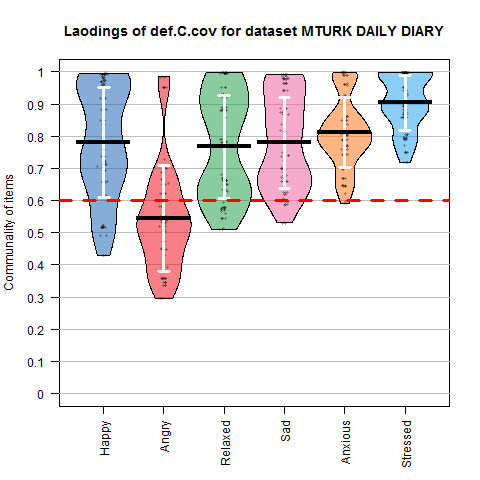 Laodings of def.C.cov for dataset MTURK DAILY DIARY
Communality of items
1
0.9
0.8
0.7
0.6
0.5
0.4
0.3
0.2
0.1
0
Happy
Angry
Relaxed
Sad
Anxious
Stressed